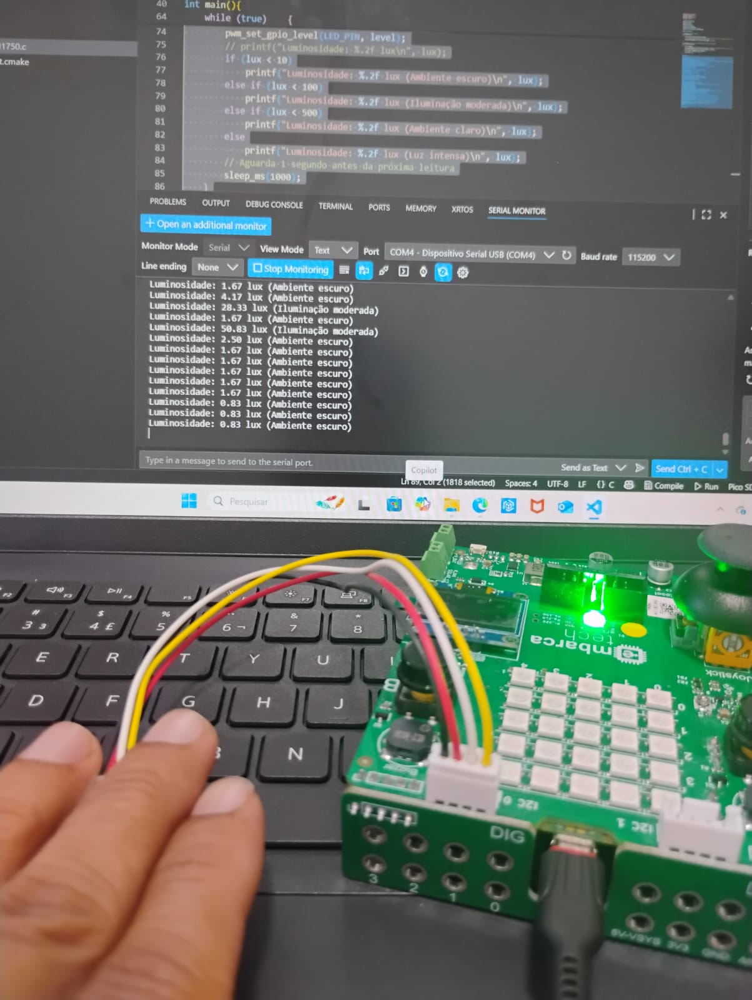 40 int main(){
64 while (true) {
74 pwm_set_gpio_level(LED_PIN, level);
75 // printf("Luminosidade: %.2f lux\n", lux);
76 if (lux < 10)
77 printf("Luminosidade: %.2f lux (Ambiente escuro)\n", lux);
78 else if (lux < 100)
79 printf("Luminosidade: %.2f lux (Iluminação moderada)\n", lux);
80 else if (lux < 500)
81 printf("Luminosidade: %.2f lux (Ambiente claro)\n", lux);
82 else
83 printf("Luminosidade: %.2f lux (Luz intensa)\n", lux);
84 // Aguarda 1 segundo antes da próxima leitura
85 sleep_ms(1000);
86 }
1750.c
t.cmake
PROBLEMS OUTPUT DEBUG CONSOLE TERMINAL PORTS MEMORY XRTOS SERIAL MONITOR
+ Open an additional monitor
Monitor Mode Serial View Mode Text Port COM4 - Dispositivo Serial USB (COM4) Baud rate 115200
Line ending None Stop Monitoring
Luminosidade: 1.67 lux (Ambiente escuro)
Luminosidade: 4.17 lux (Ambiente escuro)
Luminosidade: 28.33 lux (Iluminação moderada)
Luminosidade: 1.67 lux (Ambiente escuro)
Luminosidade: 50.83 lux (Iluminação moderada)
Luminosidade: 2.50 lux (Ambiente escuro)
Luminosidade: 1.67 lux (Ambiente escuro)
Luminosidade: 1.67 lux (Ambiente escuro)
Luminosidade: 1.67 lux (Ambiente escuro)
Luminosidade: 1.67 lux (Ambiente escuro)
Luminosidade: 1.67 lux (Ambiente escuro)
Luminosidade: 0.83 lux (Ambiente escuro)
Luminosidade: 0.83 lux (Ambiente escuro)
Luminosidade: 0.83 lux (Ambiente escuro)
Type in a message to send to the serial port.
Send as Text Send Ctrl + C
Copilot
Ln 89, Col 2 (1818 selected) Spaces: 4 UTF-8 LF {} C Compile Run Pico SD
Pesquisar
F2 F3 F4 F5 F7 F8
# 3 3 $ 4 £ % 5 6 ¬ & 7 * 8
E R T Y U
D F G H J
N
embarca
tech
Joystick
4 3 2 1 0
0
1
2
3
B
I2C 0
I2C 1
DIG
3 2 1 0
5V-VSYS 3V3 GND